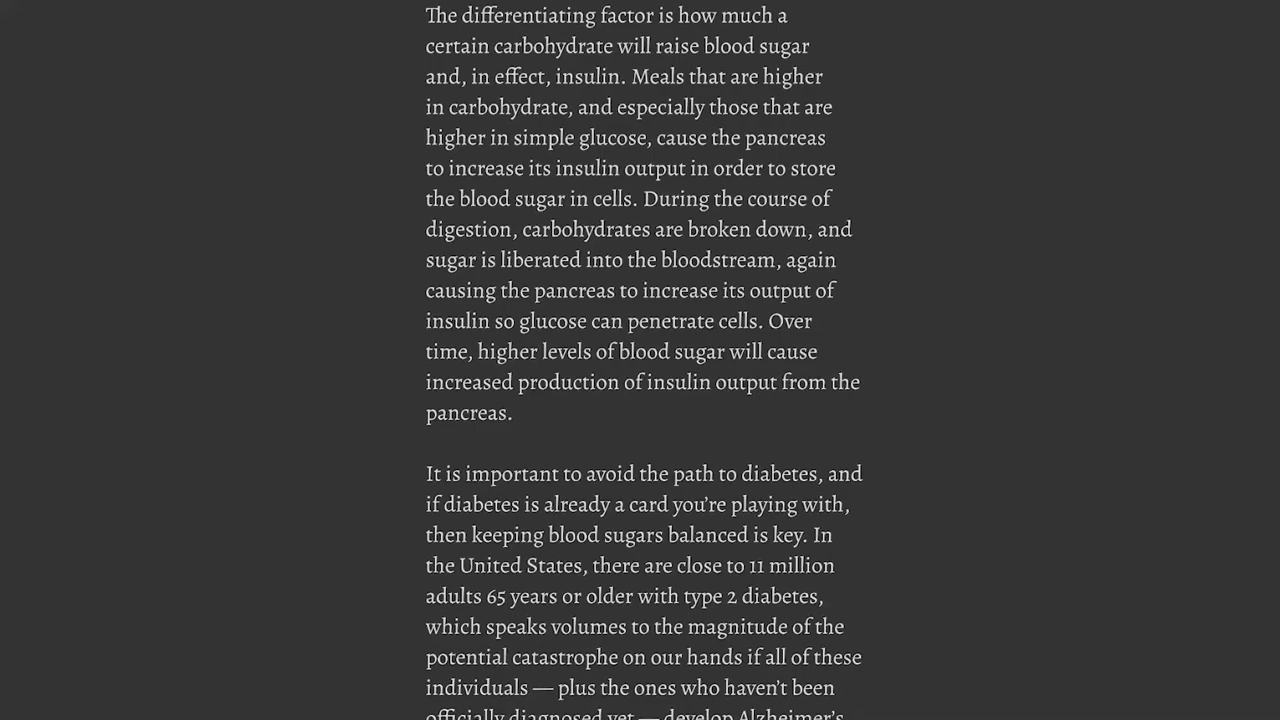 The differentiating factor is how much a
certain carbohydrate will raise blood sugar
and, in effect, insulin. Meals that are higher
in carbohydrate, and especially those that are
higher in simple glucose, cause the pancreas
to increase its insulin output in order to store
the blood sugar in cells. During the course of
digestion, carbohydrates are broken down, and
sugar is liberated into the bloodstream, again
causing the pancreas to increase its output of
insulin so glucose can penetrate cells. Over
time, higher levels of blood sugar will cause
increased production of insulin output from the
pancreas.
It is important to avoid the path to diabetes, and
if diabetes is already a card you’re playing with,
then keeping blood sugars balanced is key. In
the United States, there are close to 11 million
adults 65 years or older with type 2 diabetes,
which speaks volumes to the magnitude of the
potential catastrophe on our hands if all of these
individuals — plus the ones who haven’t been
officially diagnosed yet — develop Alzheimer’s